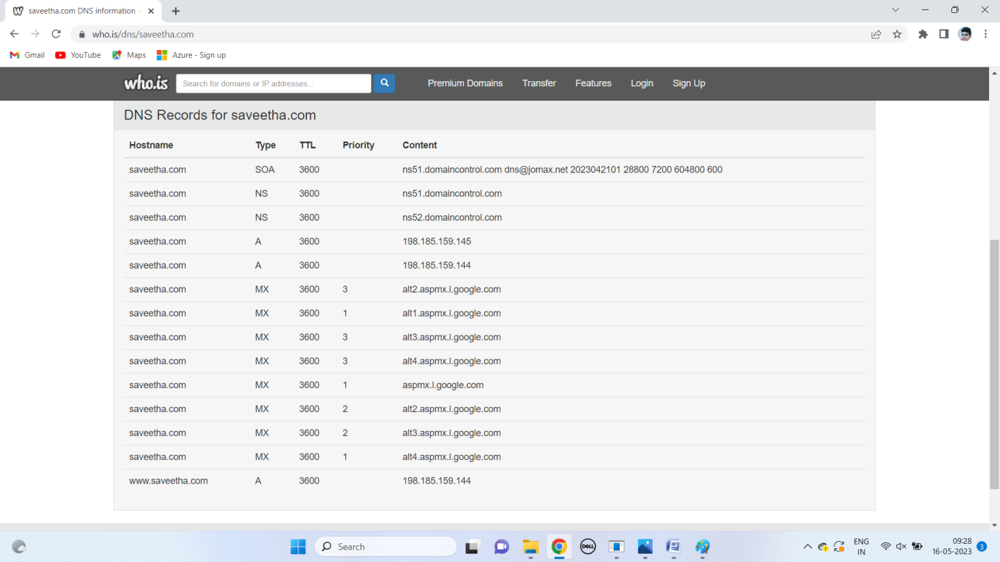 saveetha.com DNS information -
who.is/dns/saveetha.com
Gmail YouTube Maps Azure - Sign up
who.is Search for domains or IP addresses... Premium Domains Transfer Features Login Sign Up
DNS Records for saveetha.com
Hostname Type TTL Priority Content
saveetha.com SOA 3600 ns51.domaincontrol.com dns@jomax.net 2023042101 28800 7200 604800 600
saveetha.com NS 3600 ns51.domaincontrol.com
saveetha.com NS 3600 ns52.domaincontrol.com
saveetha.com A 3600 198.185.159.145
saveetha.com A 3600 198.185.159.144
saveetha.com MX 3600 3 alt2.aspmx.l.google.com
saveetha.com MX 3600 1 alt1.aspmx.l.google.com
saveetha.com MX 3600 3 alt3.aspmx.l.google.com
saveetha.com MX 3600 3 alt4.aspmx.l.google.com
saveetha.com MX 3600 1 aspmx.l.google.com
saveetha.com MX 3600 2 alt2.aspmx.l.google.com
saveetha.com MX 3600 2 alt3.aspmx.l.google.com
saveetha.com MX 3600 1 alt4.aspmx.l.google.com
www.saveetha.com A 3600 198.185.159.144
Search DELL ENG 09:28
IN 16-05-2023 3